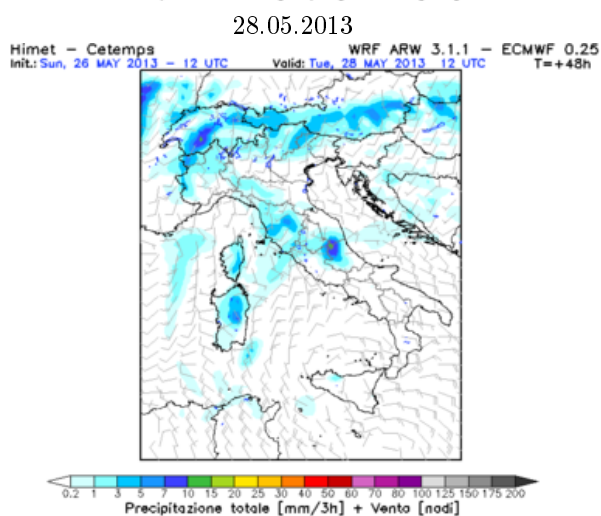 28.05.2013
Himet – Cetemps WRF ARW 3.1.1 – ECMWF 0.25
Init.: Sun, 26 MAY 2013 – 12 UTC Valid: Tue, 28 MAY 2013 12 UTC T=+48h
0.2 1 3 5 7 10 15 20 25 30 40 50 60 70 80 100 125 150 175 200
Precipitazione totale [mm/3h] + Vento [nodi]